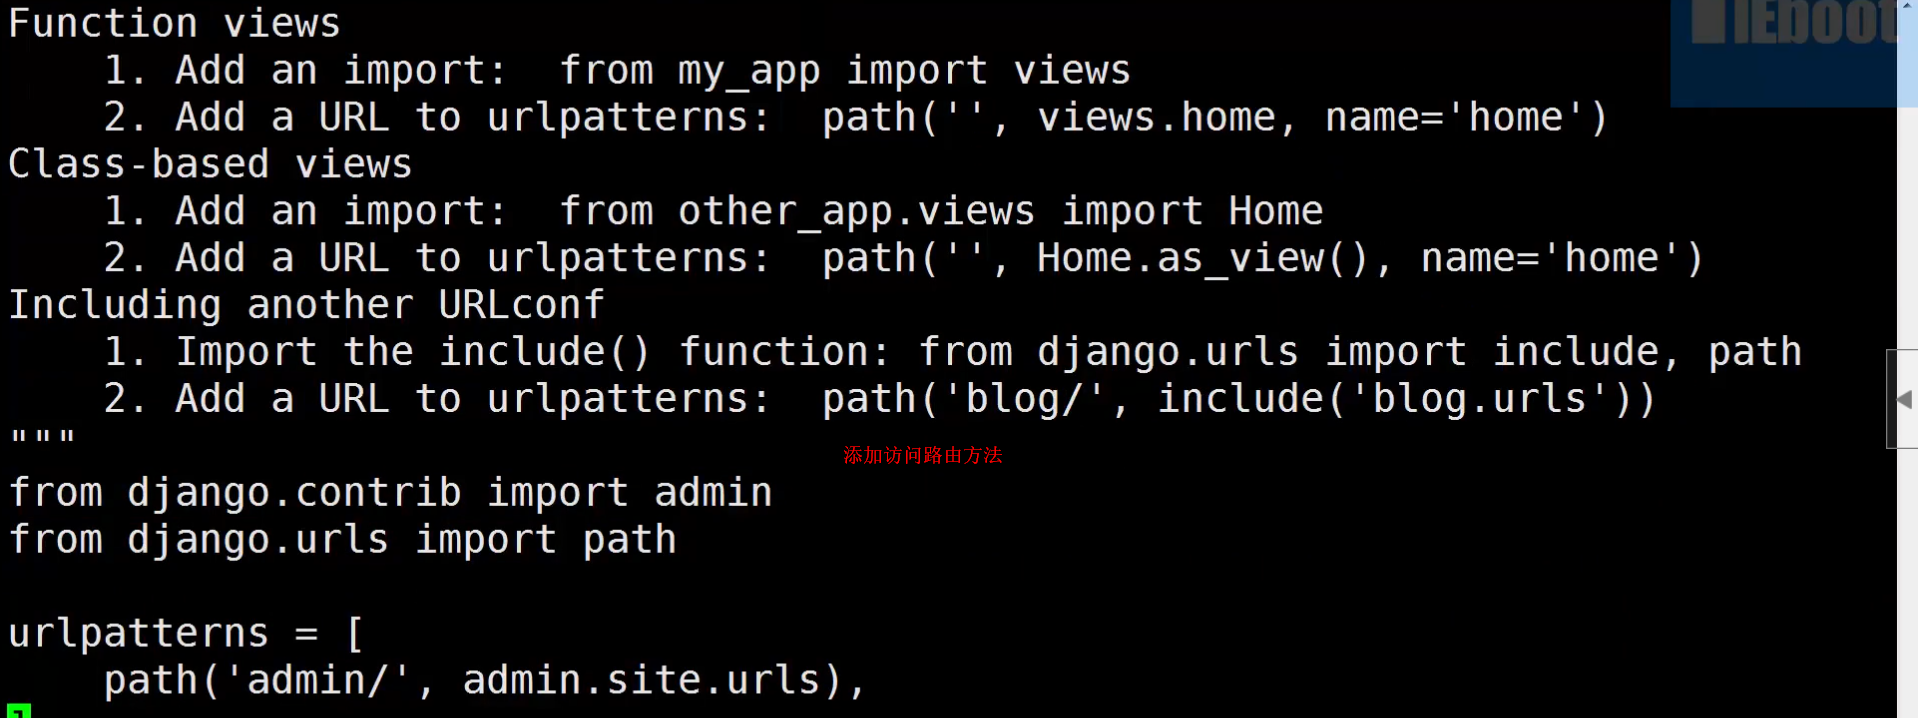 Function views
    1. Add an import:  from my_app import views
    2. Add a URL to urlpatterns:  path('', views.home, name='home')
Class-based views
    1. Add an import:  from other_app.views import Home
    2. Add a URL to urlpatterns:  path('', Home.as_view(), name='home')
Including another URLconf
    1. Import the include() function: from django.urls import include, path
    2. Add a URL to urlpatterns:  path('blog/', include('blog.urls'))
"""
添加访问路由方法
from django.contrib import admin
from django.urls import path
urlpatterns = [
    path('admin/', admin.site.urls),
]